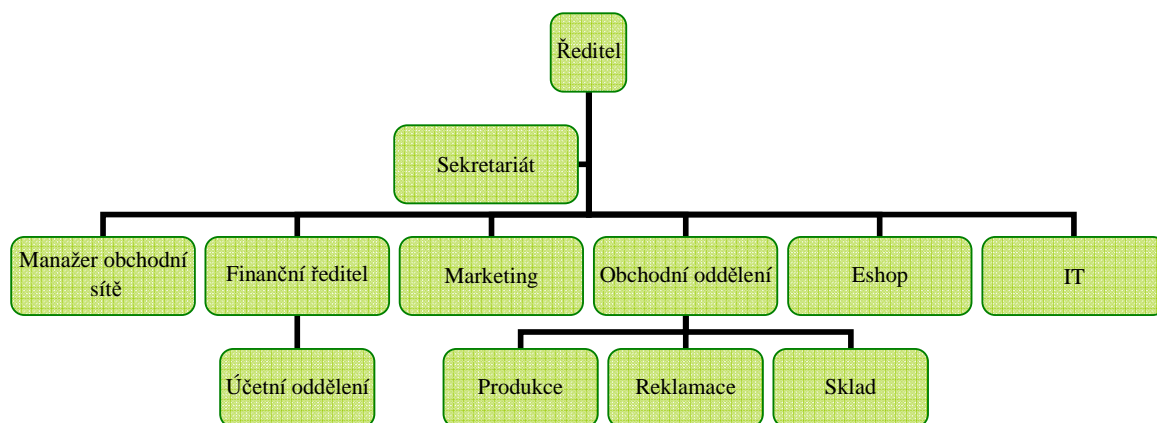 Ředitel
Sekretariát
Manažer obchodní
sítě
Finanční ředitel
Marketing
Obchodní oddělení
Eshop
IT
Účetní oddělení
Produkce
Reklamace
Sklad